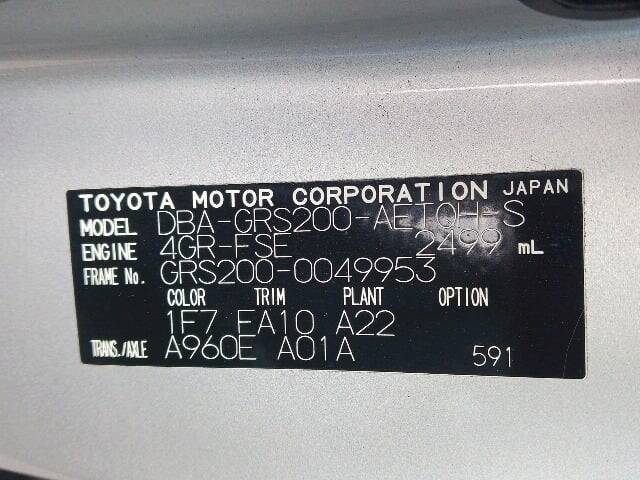 TOYOTA MOTOR CORPORATION JAPAN
MODEL DBA-GRS200-AETQH-S
ENGINE 4GR-FSE 2499 mL
FRAME No. GRS200-0049953
COLOR TRIM PLANT OPTION
1F7 EA10 A22
TRANS./AXLE A960E A01A 591